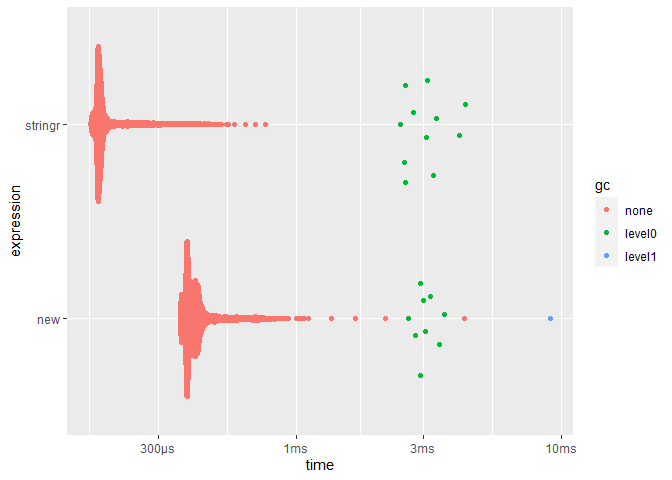 stringr
new
expression
300µs
1ms
3ms
10ms
time
gc
none
level0
level1